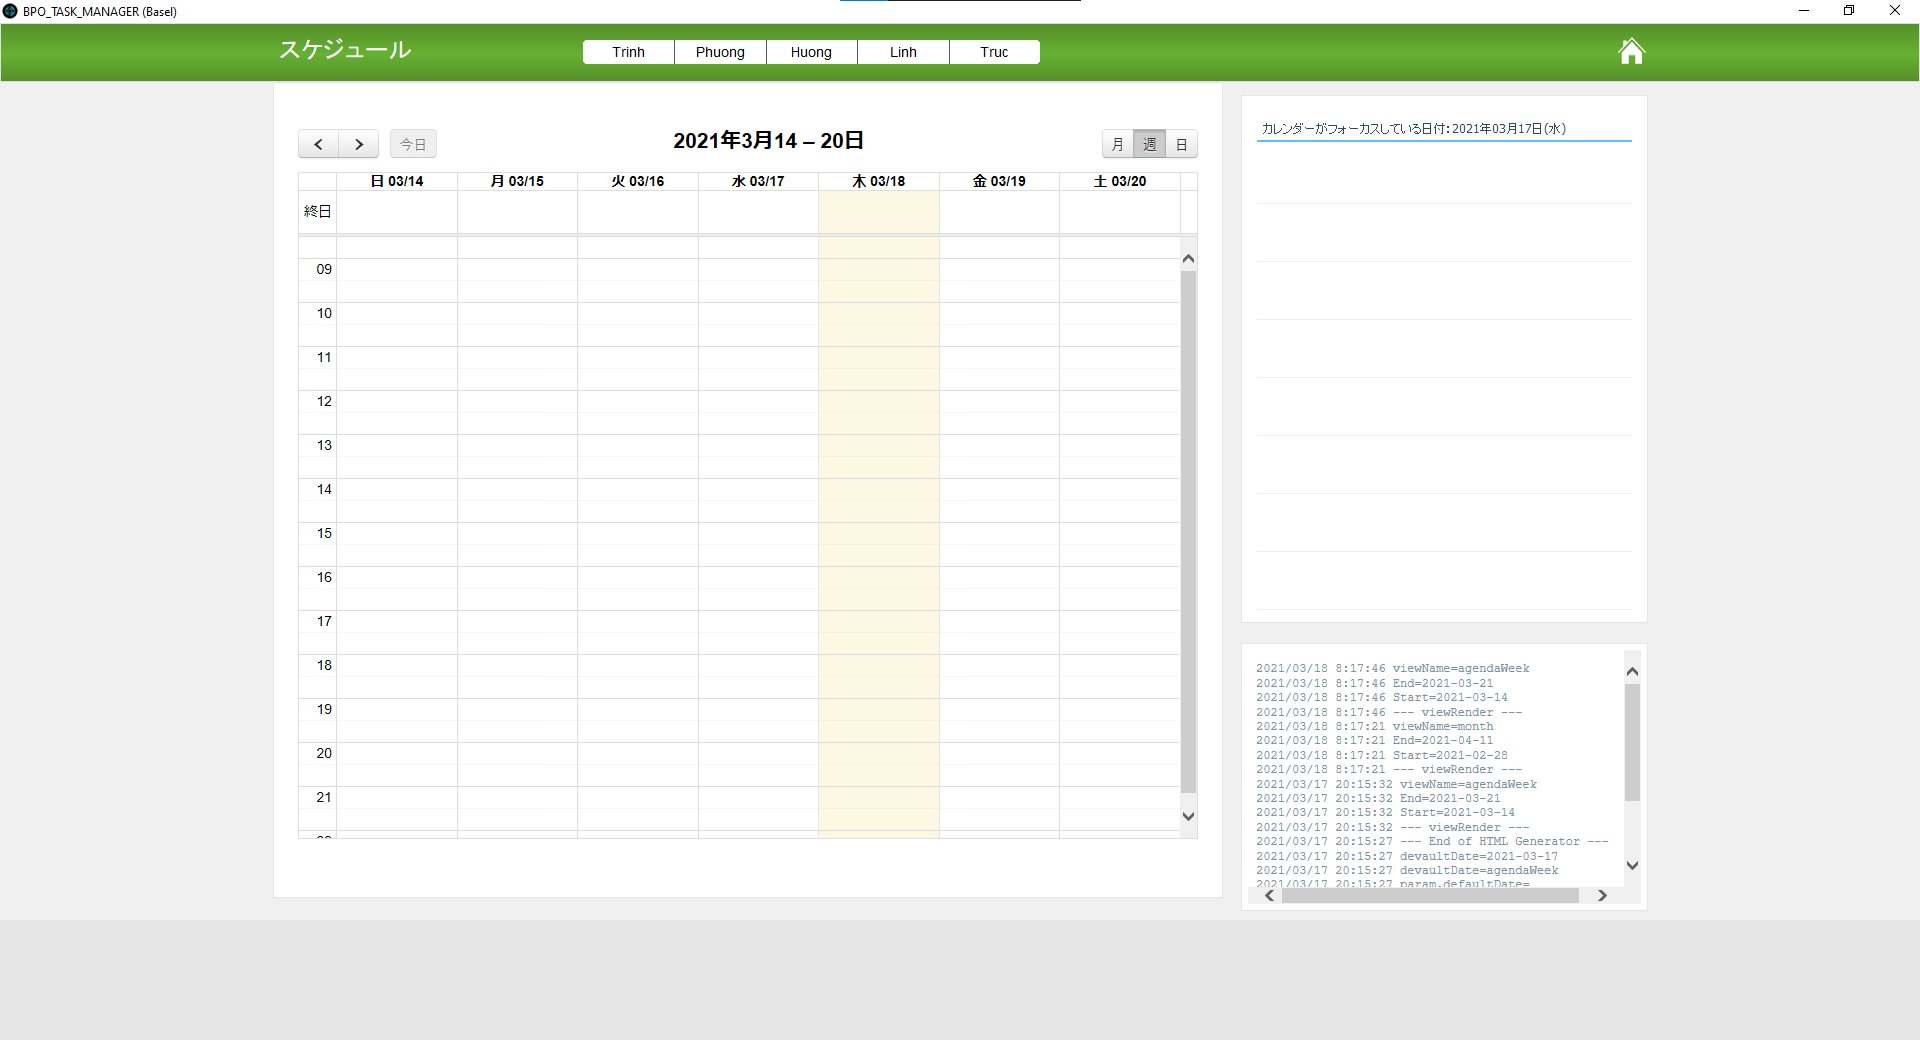 BPO_TASK_MANAGER (Basel)
スケジュール
Trinh Phuong Huong Linh Truc
今日
2021年3月14 – 20日
月 週 日
日 03/14 月 03/15 火 03/16 水 03/17 木 03/18 金 03/19 土 03/20
終日
09
10
11
12
13
14
15
16
17
18
19
20
21
カレンダーがフォーカスしている日付：2021年03月17日(水)
2021/03/18 8:17:46 viewName=agendaWeek
2021/03/18 8:17:46 End=2021-03-21
2021/03/18 8:17:46 Start=2021-03-14
2021/03/18 8:17:46 --- viewRender ---
2021/03/18 8:17:21 viewName=month
2021/03/18 8:17:21 End=2021-04-11
2021/03/18 8:17:21 Start=2021-02-28
2021/03/18 8:17:21 --- viewRender ---
2021/03/17 20:15:32 viewName=agendaWeek
2021/03/17 20:15:32 End=2021-03-21
2021/03/17 20:15:32 Start=2021-03-14
2021/03/17 20:15:32 --- viewRender ---
2021/03/17 20:15:27 --- End of HTML Generator ---
2021/03/17 20:15:27 devaultDate=2021-03-17
2021/03/17 20:15:27 devaultDate=agendaWeek
2021/03/17 20:15:27 param.defaultDate=